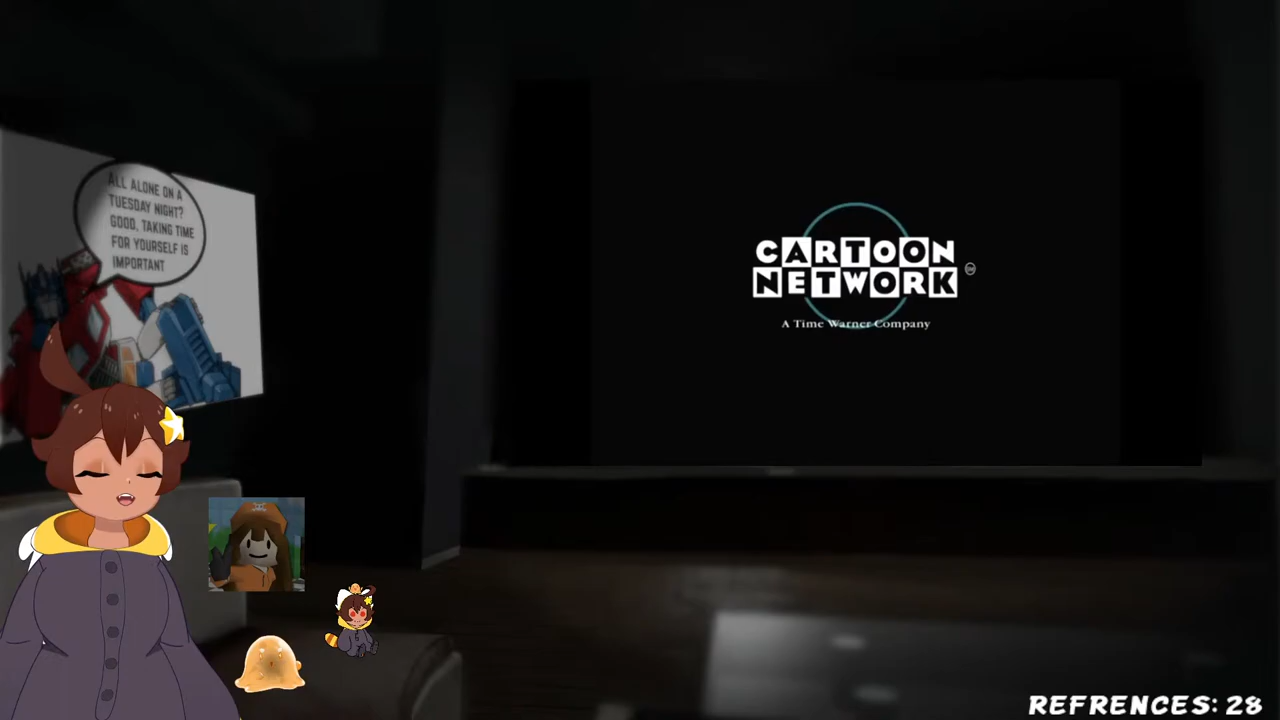 ALL ALONE ON A
TUESDAY NIGHT?
GOOD, TAKING TIME
FOR YOURSELF IS
IMPORTANT
CARTOON
NETWORK
A Time Warner Company
REFRENCES: 28